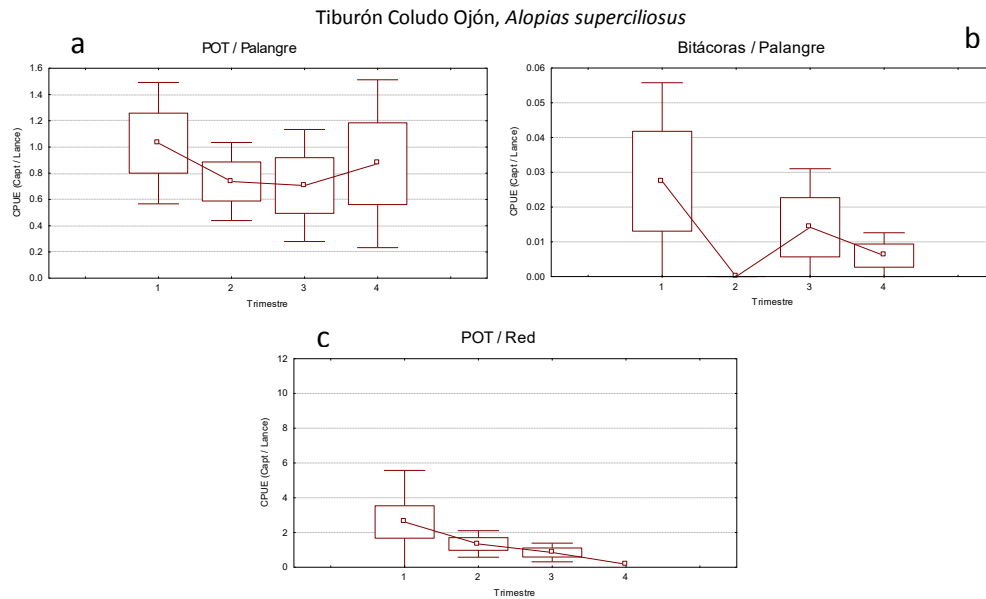 Tiburón Coludo Ojón, Alopias superciliosus
a
POT / Palangre
CPUE (Capt / Lance)
1.6
1.4
1.2
1.0
0.8
0.6
0.4
0.2
0.0
1 2 3 4
Trimestre
b
Bitácoras / Palangre
CPUE (Capt / Lance)
0.06
0.05
0.04
0.03
0.02
0.01
0.00
1 2 3 4
Trimestre
c
POT / Red
CPUE (Capt / Lance)
12
10
8
6
4
2
0
1 2 3 4
Trimestre